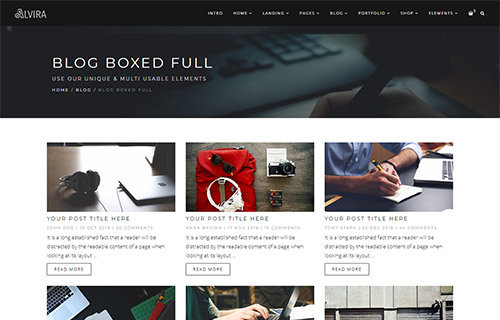 ALVIRA
INTRO HOME LANDING PAGES BLOG PORTFOLIO SHOP ELEMENTS
BLOG BOXED FULL
USE OUR UNIQUE & MULTI USABLE ELEMENTS
HOME / BLOG / BLOG BOXED FULL
YOUR POST TITLE HERE
JOHN DOE | 10 OCT 2018 | 30 COMMENTS
It is a long established fact that a reader will be
distracted by the readable content of a page when
looking at its layout ...
READ MORE
YOUR POST TITLE HERE
ANNA BROWN | 17 NOV 2018 | 15 COMMENTS
It is a long established fact that a reader will be
distracted by the readable content of a page when
looking at its layout ...
READ MORE
YOUR POST TITLE HERE
TONY STARK | 25 DEC 2018 | 44 COMMENTS
It is a long established fact that a reader will be
distracted by the readable content of a page when
looking at its layout ...
READ MORE